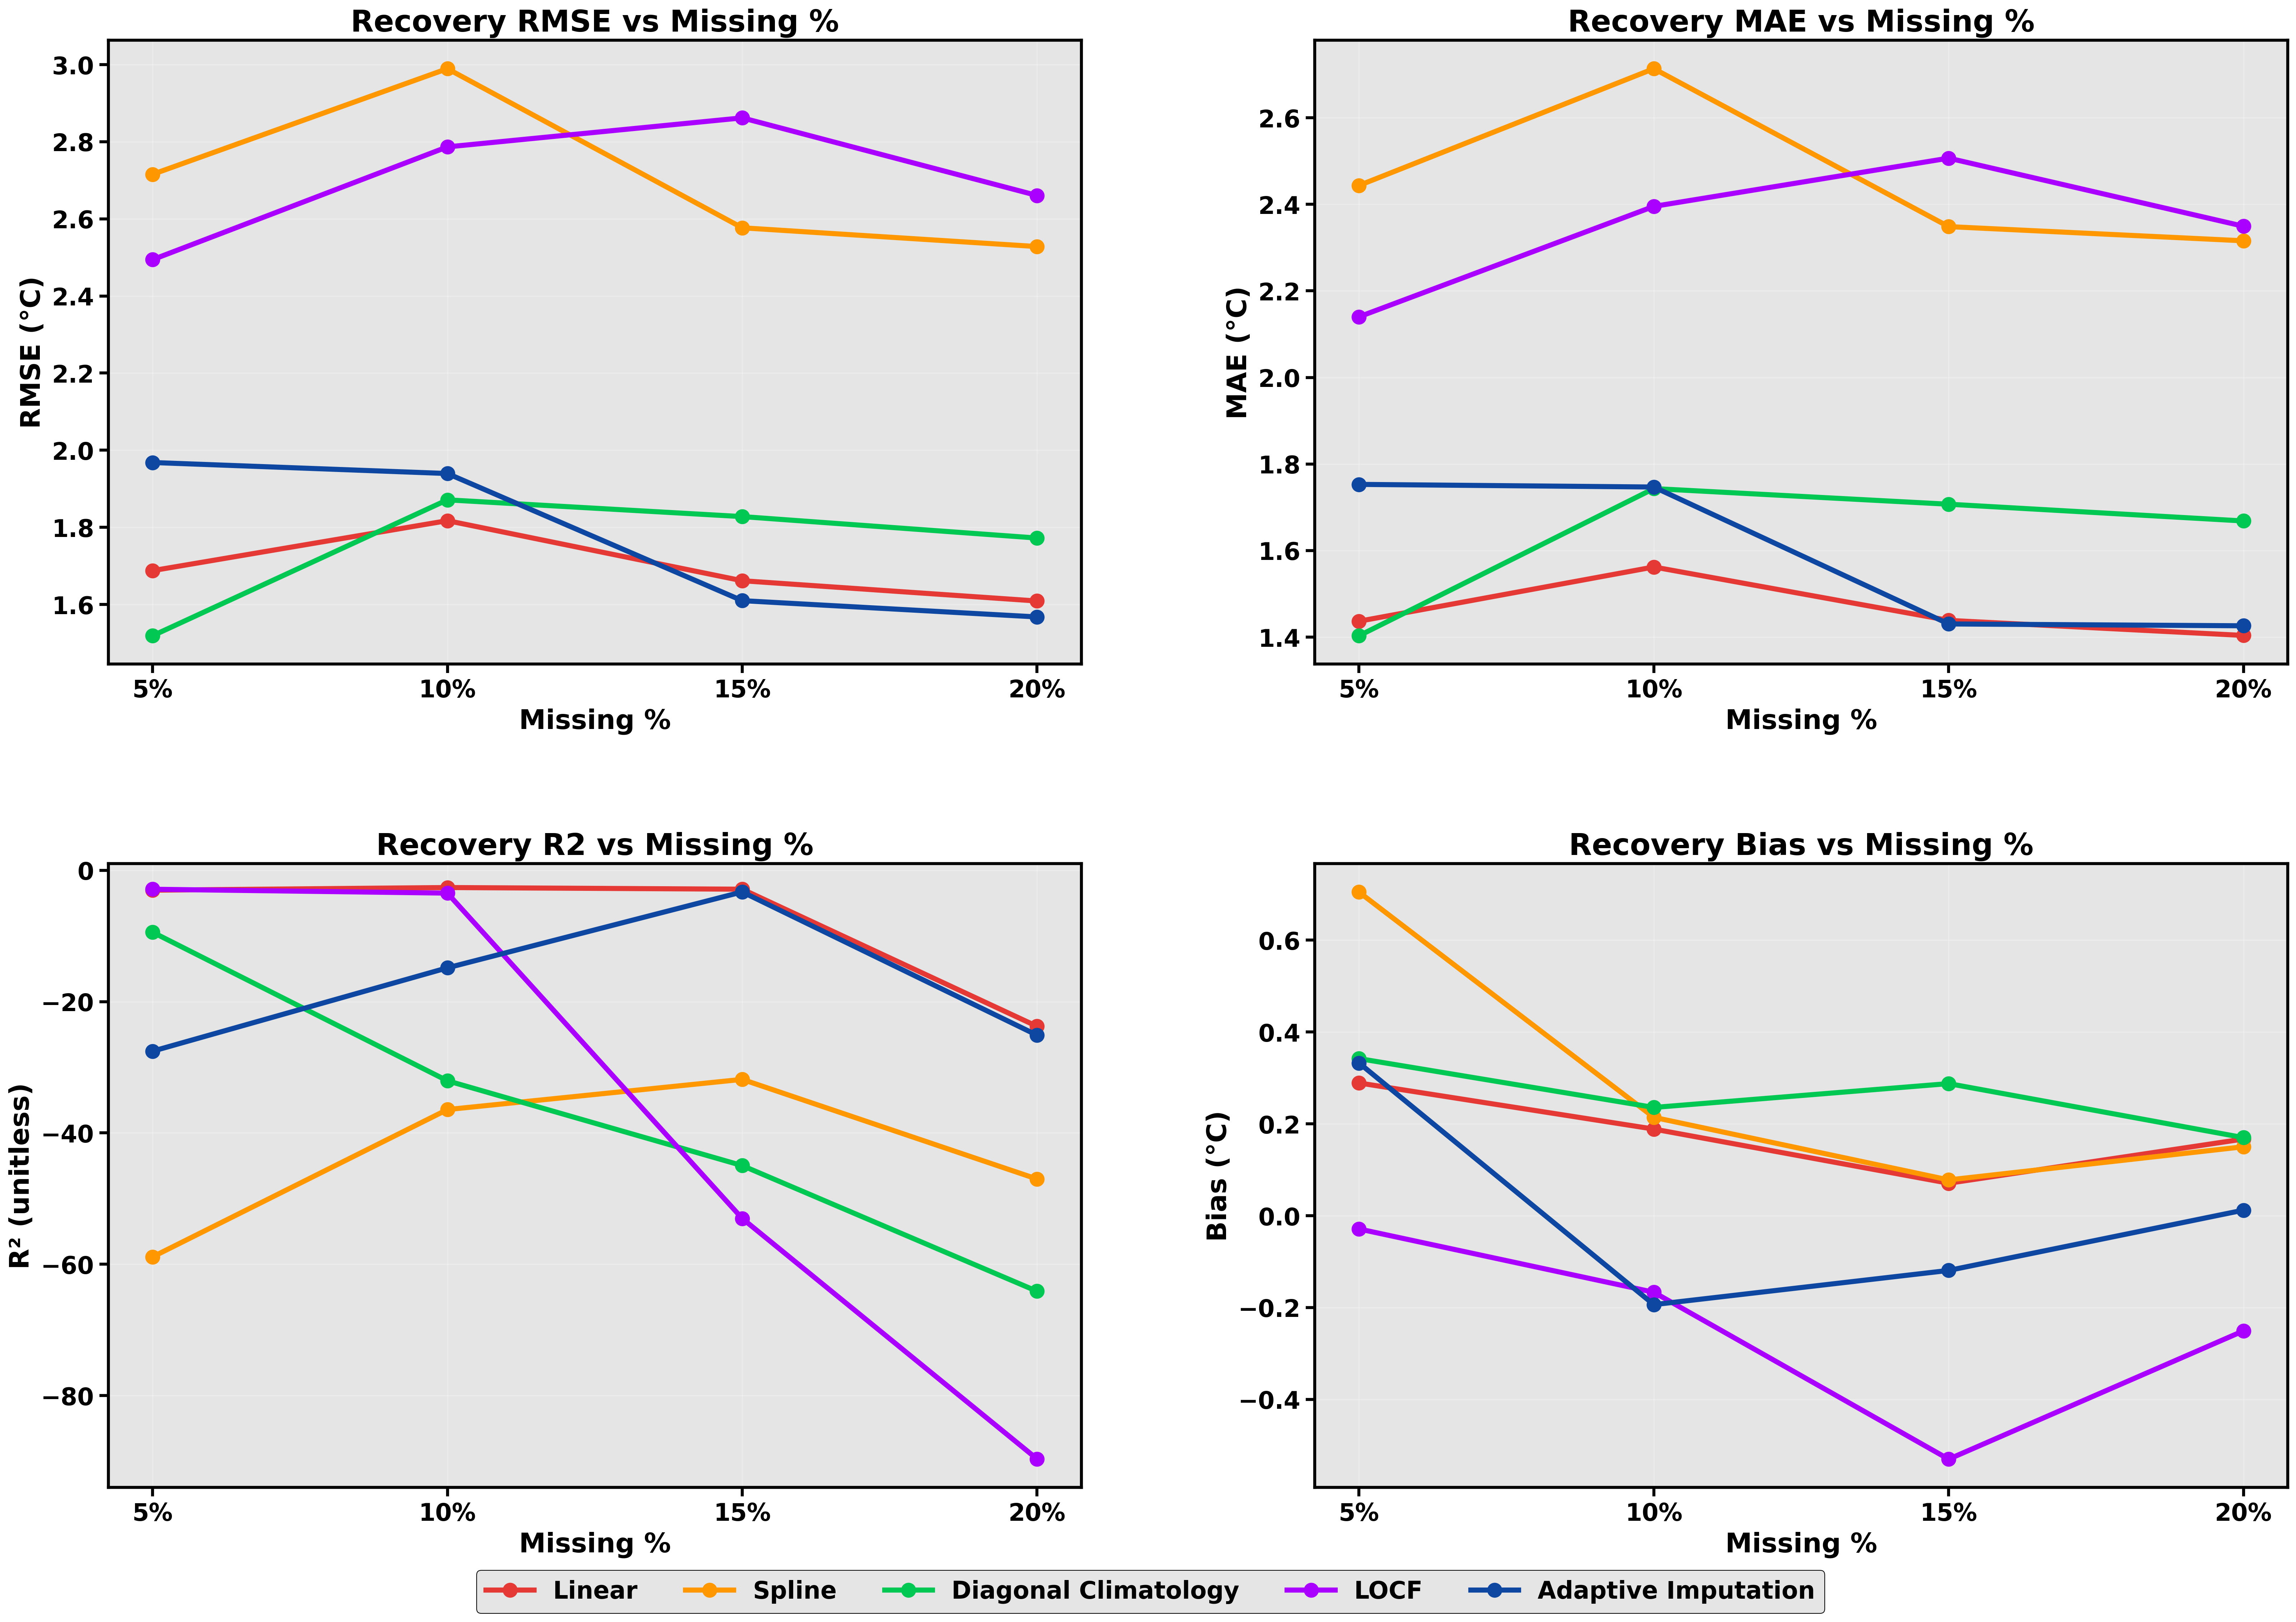 Recovery RMSE vs Missing %
RMSE (°C)
3.0
2.8
2.6
2.4
2.2
2.0
1.8
1.6
5% 10% 15% 20%
Missing %
Recovery MAE vs Missing %
MAE (°C)
2.6
2.4
2.2
2.0
1.8
1.6
1.4
5% 10% 15% 20%
Missing %
Recovery R2 vs Missing %
R² (unitless)
0
−20
−40
−60
−80
5% 10% 15% 20%
Missing %
Recovery Bias vs Missing %
Bias (°C)
0.6
0.4
0.2
0.0
−0.2
−0.4
5% 10% 15% 20%
Missing %
Linear Spline Diagonal Climatology LOCF Adaptive Imputation